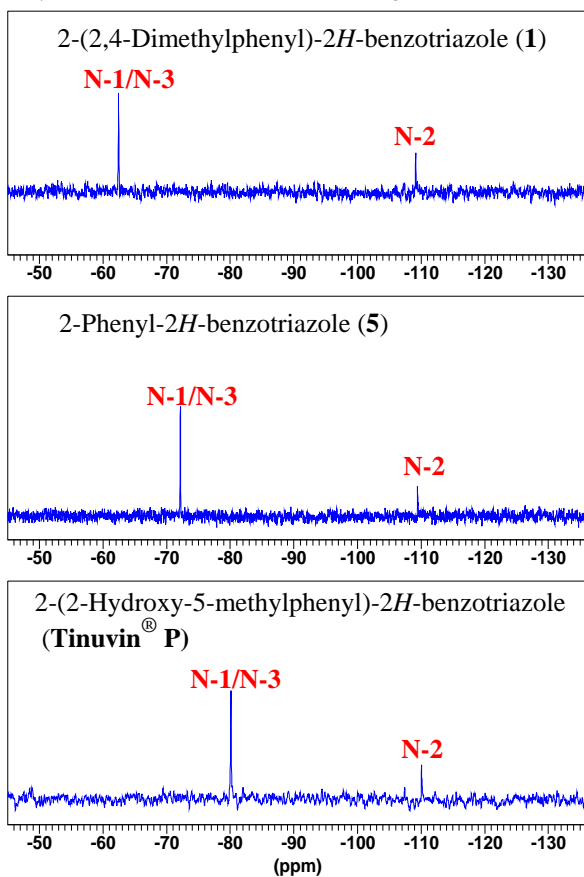 2-(2,4-Dimethylphenyl)-2H-benzotriazole (1)
N-1/N-3
N-2
-50 -60 -70 -80 -90 -100 -110 -120 -130
2-Phenyl-2H-benzotriazole (5)
N-1/N-3
N-2
-50 -60 -70 -80 -90 -100 -110 -120 -130
2-(2-Hydroxy-5-methylphenyl)-2H-benzotriazole
(Tinuvin® P)
N-1/N-3
N-2
-50 -60 -70 -80 -90 -100 -110 -120 -130
(ppm)